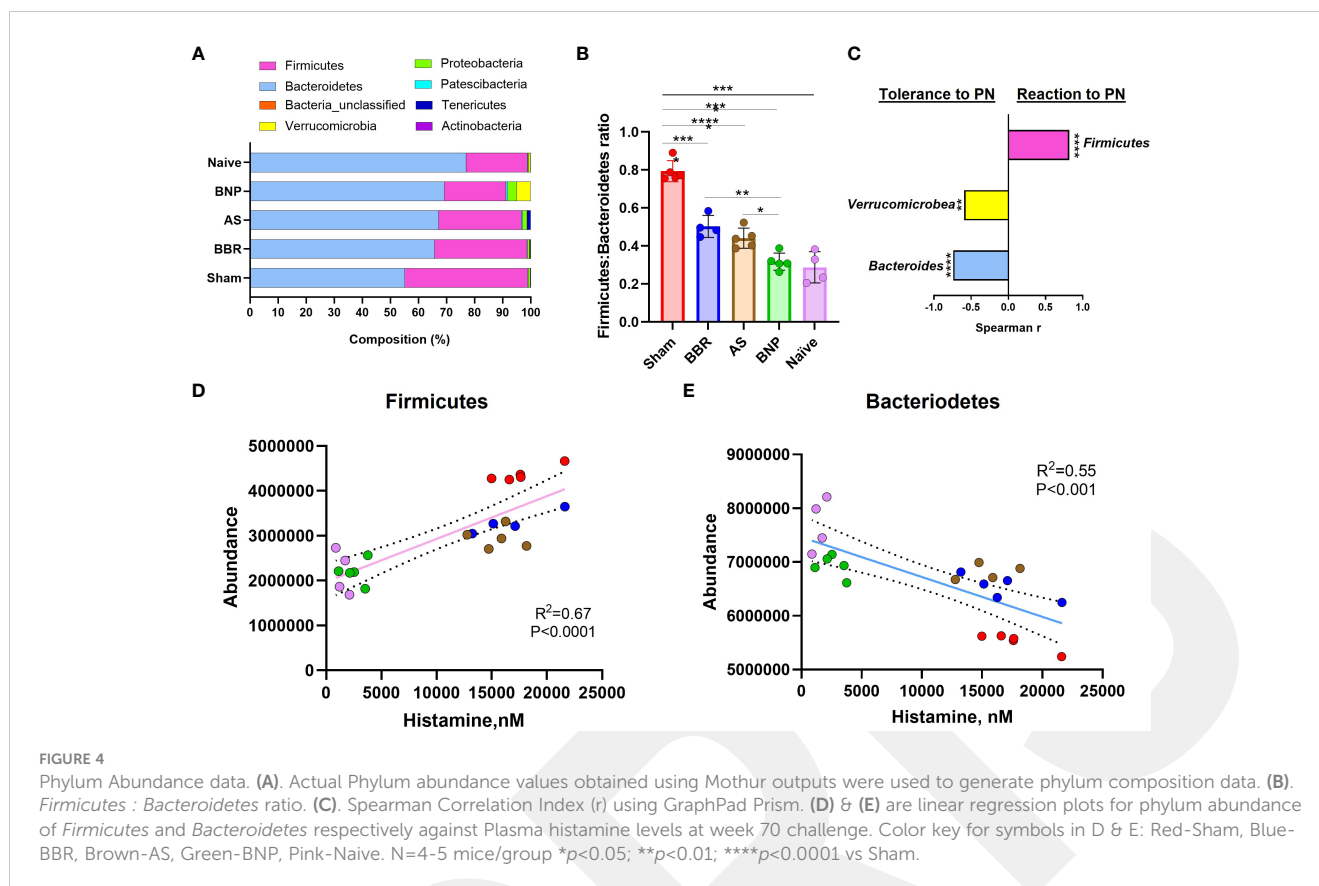 A
Firmicutes
Bacteroidetes
Bacteria_unclassified
Verrucomicrobia
Proteobacteria
Patescibacteria
Tenericutes
Actinobacteria
Naive
BNP
AS
BBR
Sham
0 10 20 30 40 50 60 70 80 90 100
Composition (%)
B
Firmicutes:Bacteroidetes ratio
1.0
0.8
0.6
0.4
0.2
0.0
***
***
*
****
*
***
*
**
*
Sham BBR AS BNP Naïve
C
Tolerance to PN Reaction to PN
**** Firmicutes
Verrucomicrobea **
Bacteroides ****
-1.0 -0.5 0.0 0.5 1.0
Spearman r
D
Firmicutes
Abundance
5000000
4000000
3000000
2000000
1000000
0
R2=0.67
P<0.0001
0 5000 10000 15000 20000 25000
Histamine,nM
E
Bacteriodetes
Abundance
9000000
8000000
7000000
6000000
5000000
R2=0.55
P<0.001
0 5000 10000 15000 20000 25000
Histamine, nM
FIGURE 4
Phylum Abundance data. (A). Actual Phylum abundance values obtained using Mothur outputs were used to generate phylum composition data. (B).
Firmicutes : Bacteroidetes ratio. (C). Spearman Correlation Index (r) using GraphPad Prism. (D) & (E) are linear regression plots for phylum abundance
of Firmicutes and Bacteroidetes respectively against Plasma histamine levels at week 70 challenge. Color key for symbols in D & E: Red-Sham, Blue-
BBR, Brown-AS, Green-BNP, Pink-Naive. N=4-5 mice/group *p<0.05; **p<0.01; ****p<0.0001 vs Sham.